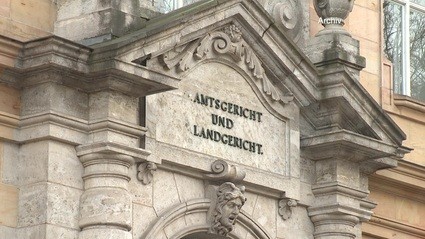 Archiv
AMTSGERICHT
UND
LANDGERICHT.